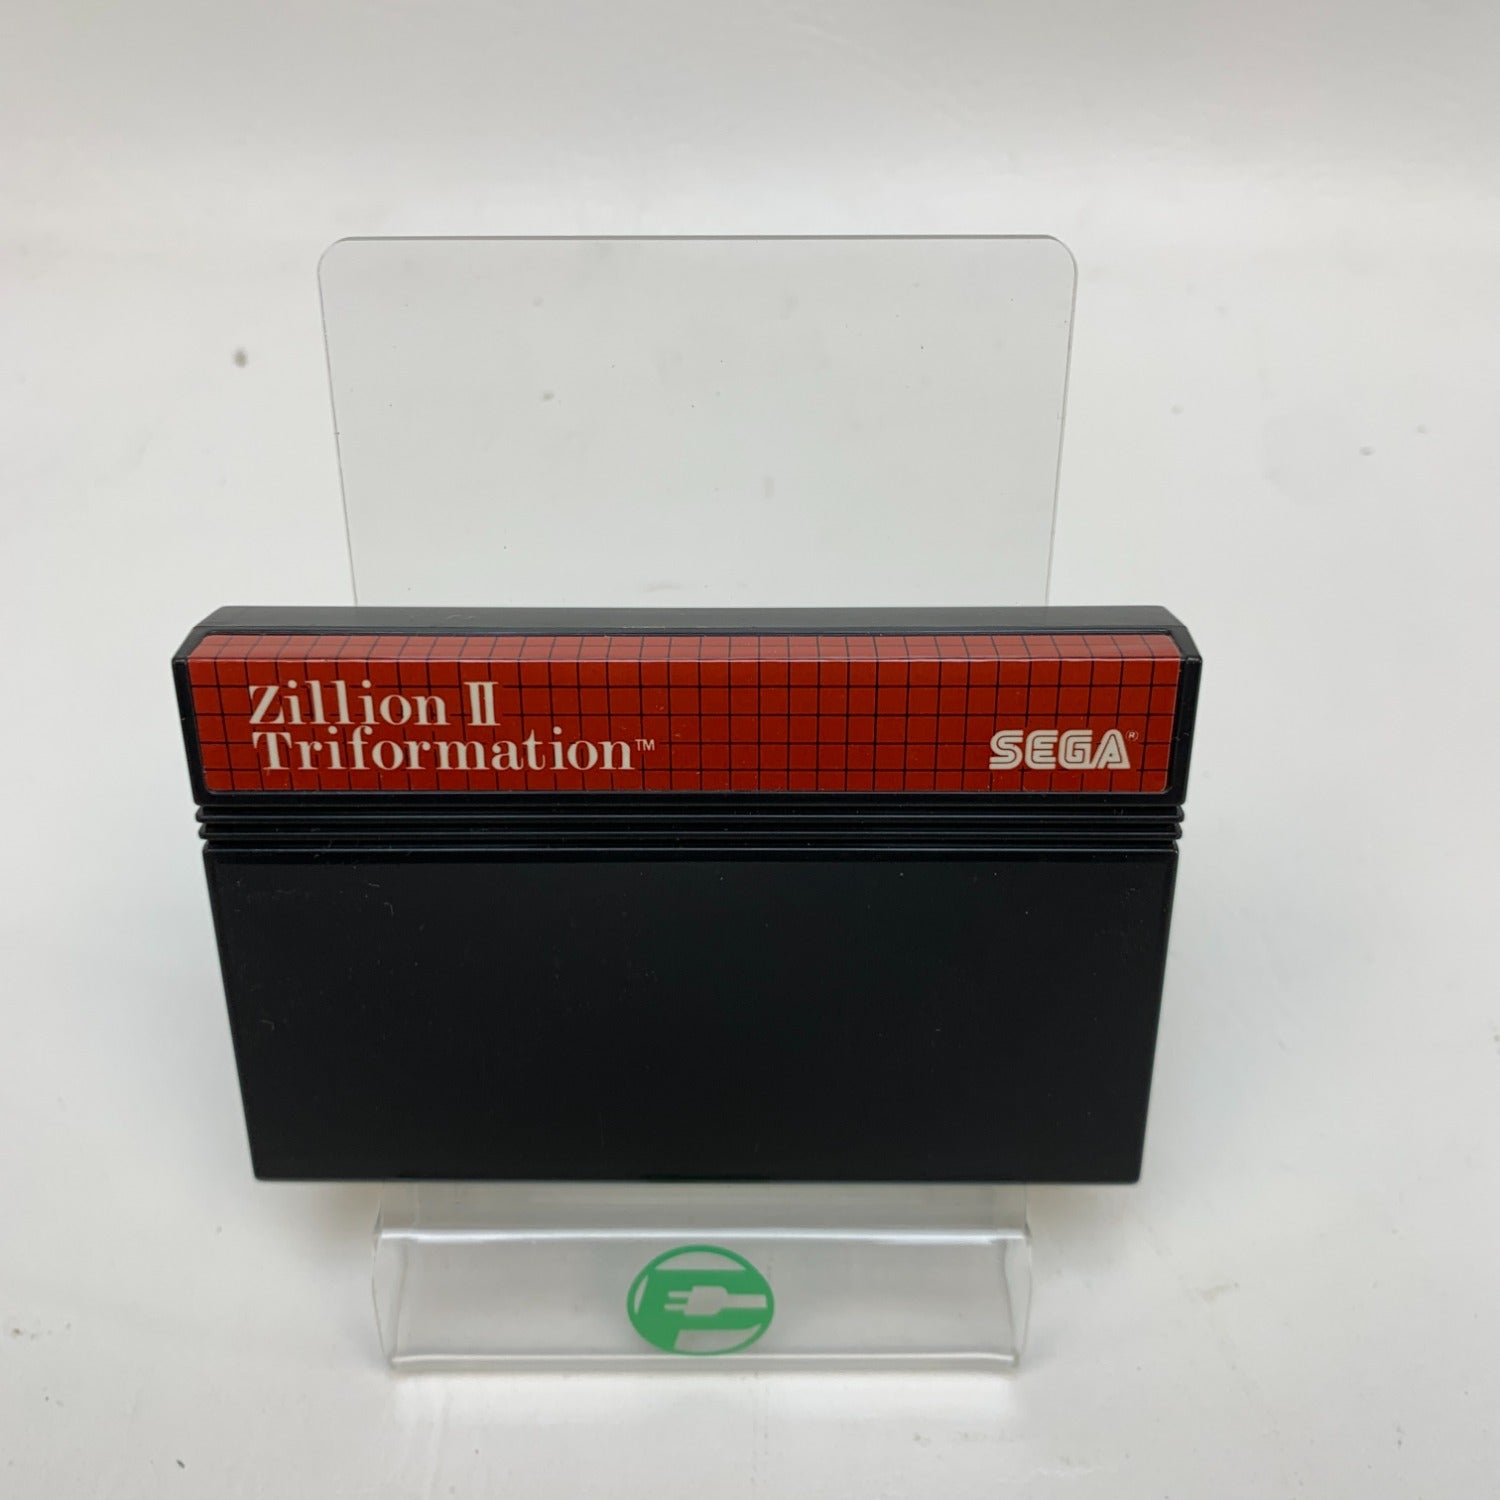 Zillion II
Triformation™
SEGA®